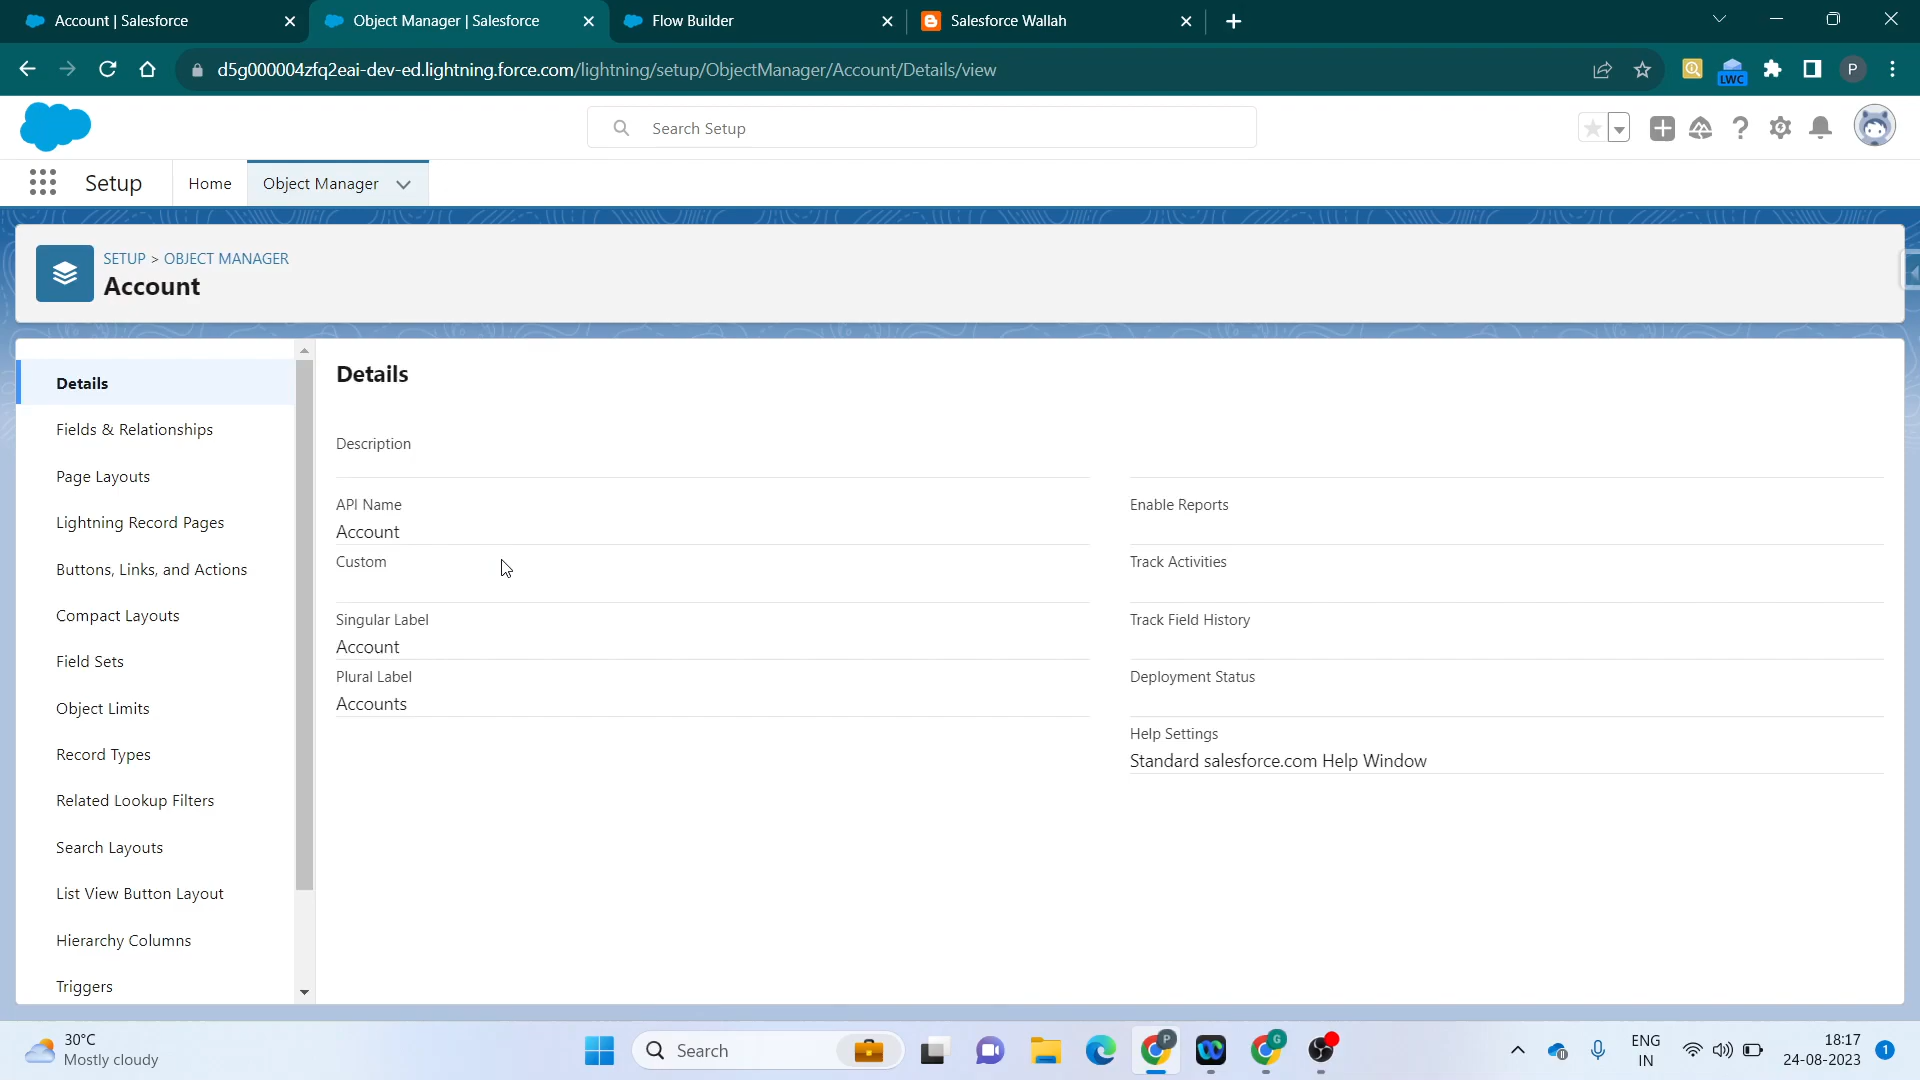 Account | Salesforce
Object Manager | Salesforce
Flow Builder
Salesforce Wallah
d5g000004zfq2eai-dev-ed.lightning.force.com/lightning/setup/ObjectManager/Account/Details/view
LWC
P
Search Setup
Setup
Home
Object Manager
SETUP > OBJECT MANAGER
Account
Details
Fields & Relationships
Page Layouts
Lightning Record Pages
Buttons, Links, and Actions
Compact Layouts
Field Sets
Object Limits
Record Types
Related Lookup Filters
Search Layouts
List View Button Layout
Hierarchy Columns
Triggers
Details
Description
API Name
Account
Custom
Singular Label
Account
Plural Label
Accounts
Enable Reports
Track Activities
Track Field History
Deployment Status
Help Settings
Standard salesforce.com Help Window
30°C
Mostly cloudy
Search
P
G
ENG
IN
18:17
24-08-2023
1